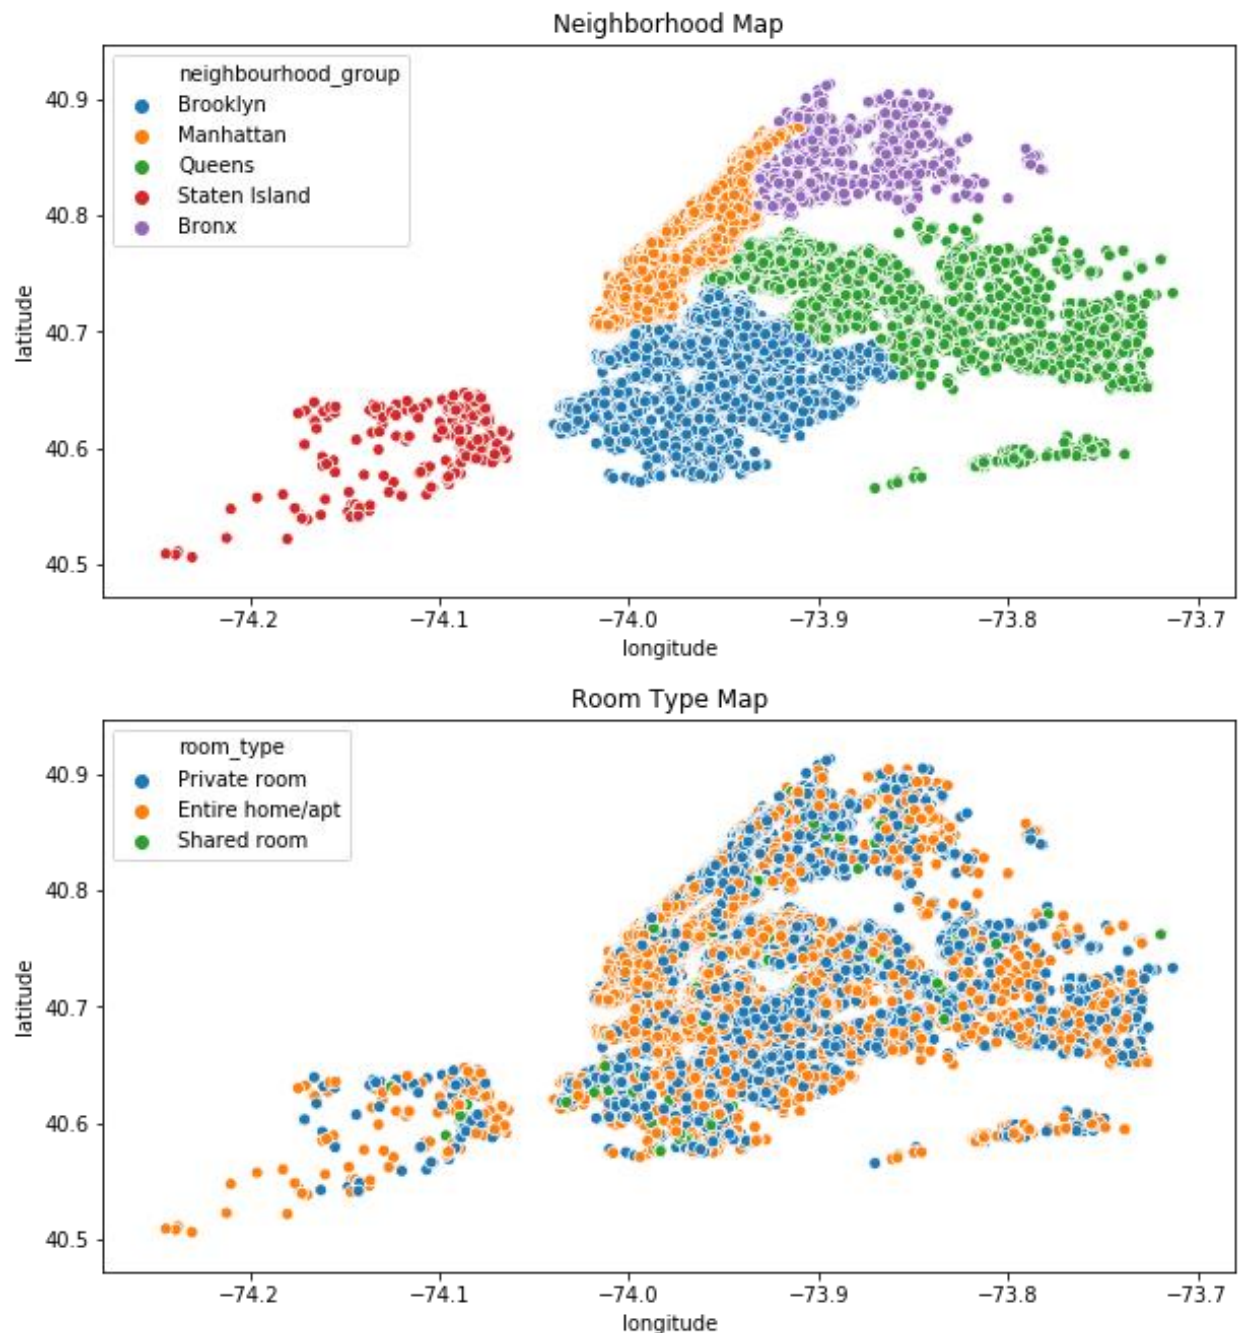 Neighborhood Map
neighbourhood_group
Brooklyn
Manhattan
Queens
Staten Island
Bronx
40.9
40.8
40.7
40.6
40.5
latitude
−74.2 −74.1 −74.0 −73.9 −73.8 −73.7
longitude
Room Type Map
room_type
Private room
Entire home/apt
Shared room
40.9
40.8
40.7
40.6
40.5
latitude
−74.2 −74.1 −74.0 −73.9 −73.8 −73.7
longitude